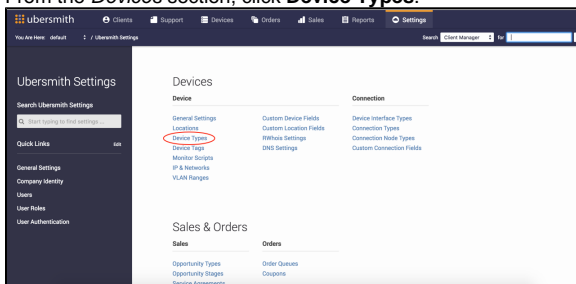 From the Devices section, click Device Types.
ubersmith Clients Support Devices Orders Sales Reports Settings
You Are Here: default / Ubersmith Settings Search Client Manager for
Ubersmith Settings
Search Ubersmith Settings
Start typing to find settings ...
Quick Links edit
General Settings
Company Identity
Users
User Roles
User Authentication
Devices
Device
General Settings
Locations
Device Types
Device Tags
Monitor Scripts
IP & Networks
VLAN Ranges
Custom Device Fields
Custom Location Fields
RWhois Settings
DNS Settings
Connection
Device Interface Types
Connection Types
Connection Node Types
Custom Connection Fields
Sales & Orders
Sales
Opportunity Types
Opportunity Stages
Service Agreements
Orders
Order Queues
Coupons